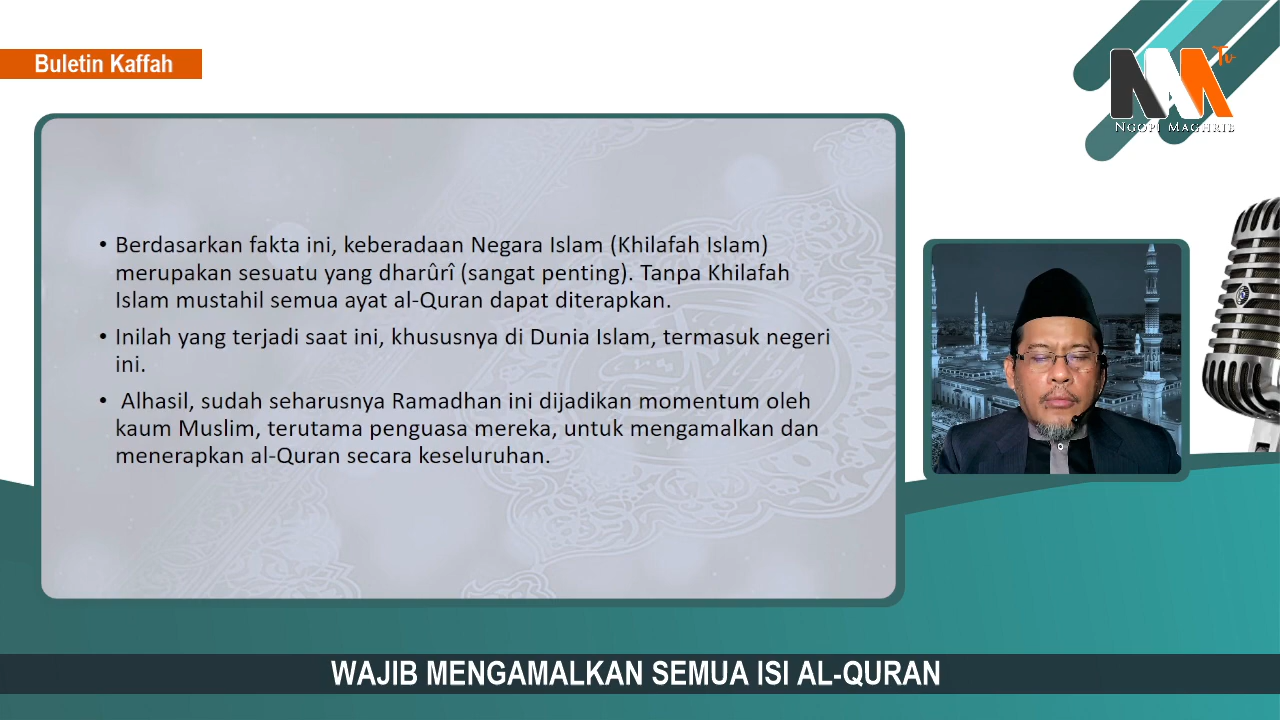 Buletin Kaffah
Tv
NGOPI MAGHRIB
• Berdasarkan fakta ini, keberadaan Negara Islam (Khilafah Islam)
merupakan sesuatu yang dharûrî (sangat penting). Tanpa Khilafah
Islam mustahil semua ayat al-Quran dapat diterapkan.
• Inilah yang terjadi saat ini, khususnya di Dunia Islam, termasuk negeri
ini.
• Alhasil, sudah seharusnya Ramadhan ini dijadikan momentum oleh
kaum Muslim, terutama penguasa mereka, untuk mengamalkan dan
menerapkan al-Quran secara keseluruhan.
WAJIB MENGAMALKAN SEMUA ISI AL-QURAN